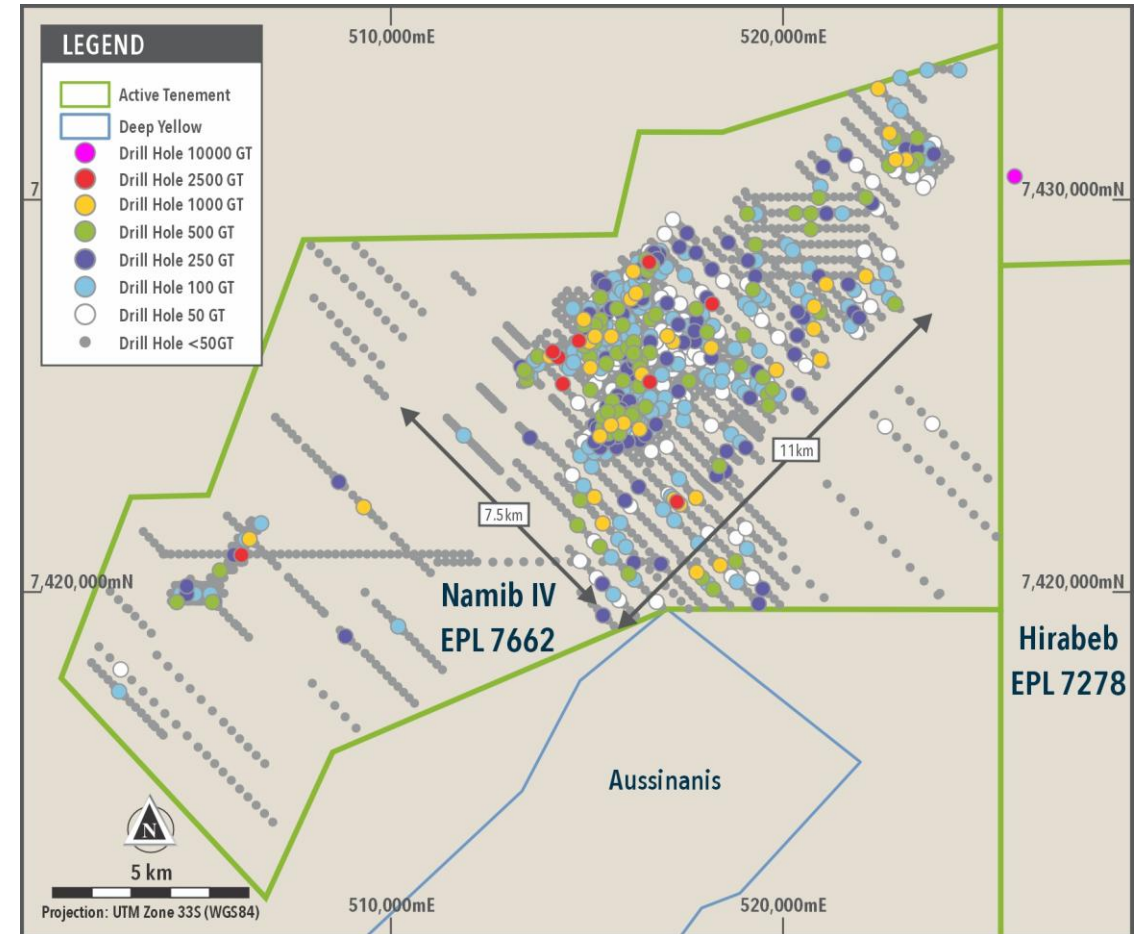 LEGEND
Active Tenement
Deep Yellow
Drill Hole 10000 GT
Drill Hole 2500 GT
Drill Hole 1000 GT
Drill Hole 500 GT
Drill Hole 250 GT
Drill Hole 100 GT
Drill Hole 50 GT
Drill Hole <50GT
510,000mE
520,000mE
7
7,430,000mN
11km
7.5km
7,420,000mN
7,420,000mN
Namib IV
EPL 7662
Hirabeb
EPL 7278
Aussinanis
N
5 km
Projection: UTM Zone 33S (WGS84)
510,000mE
520,000mE